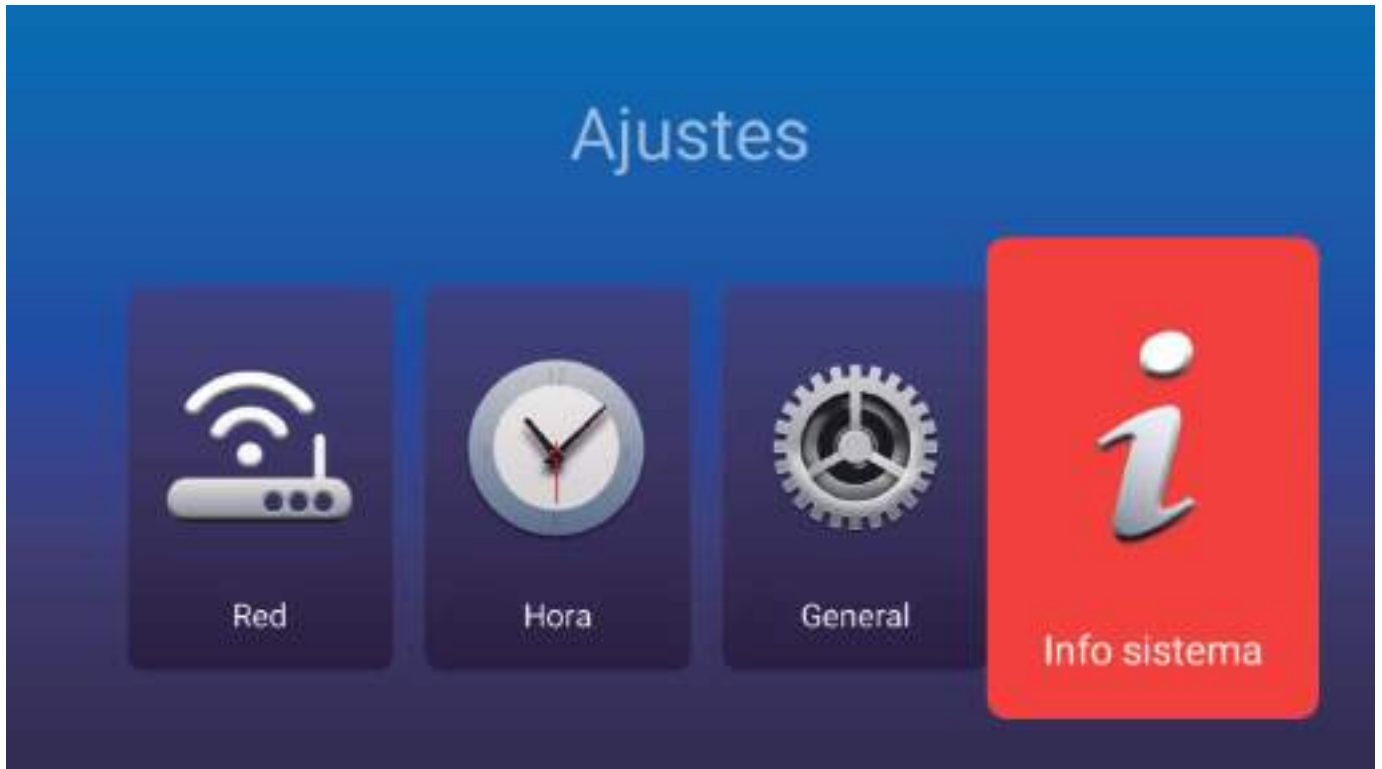 Ajustes
Red
Hora
General
Info sistema